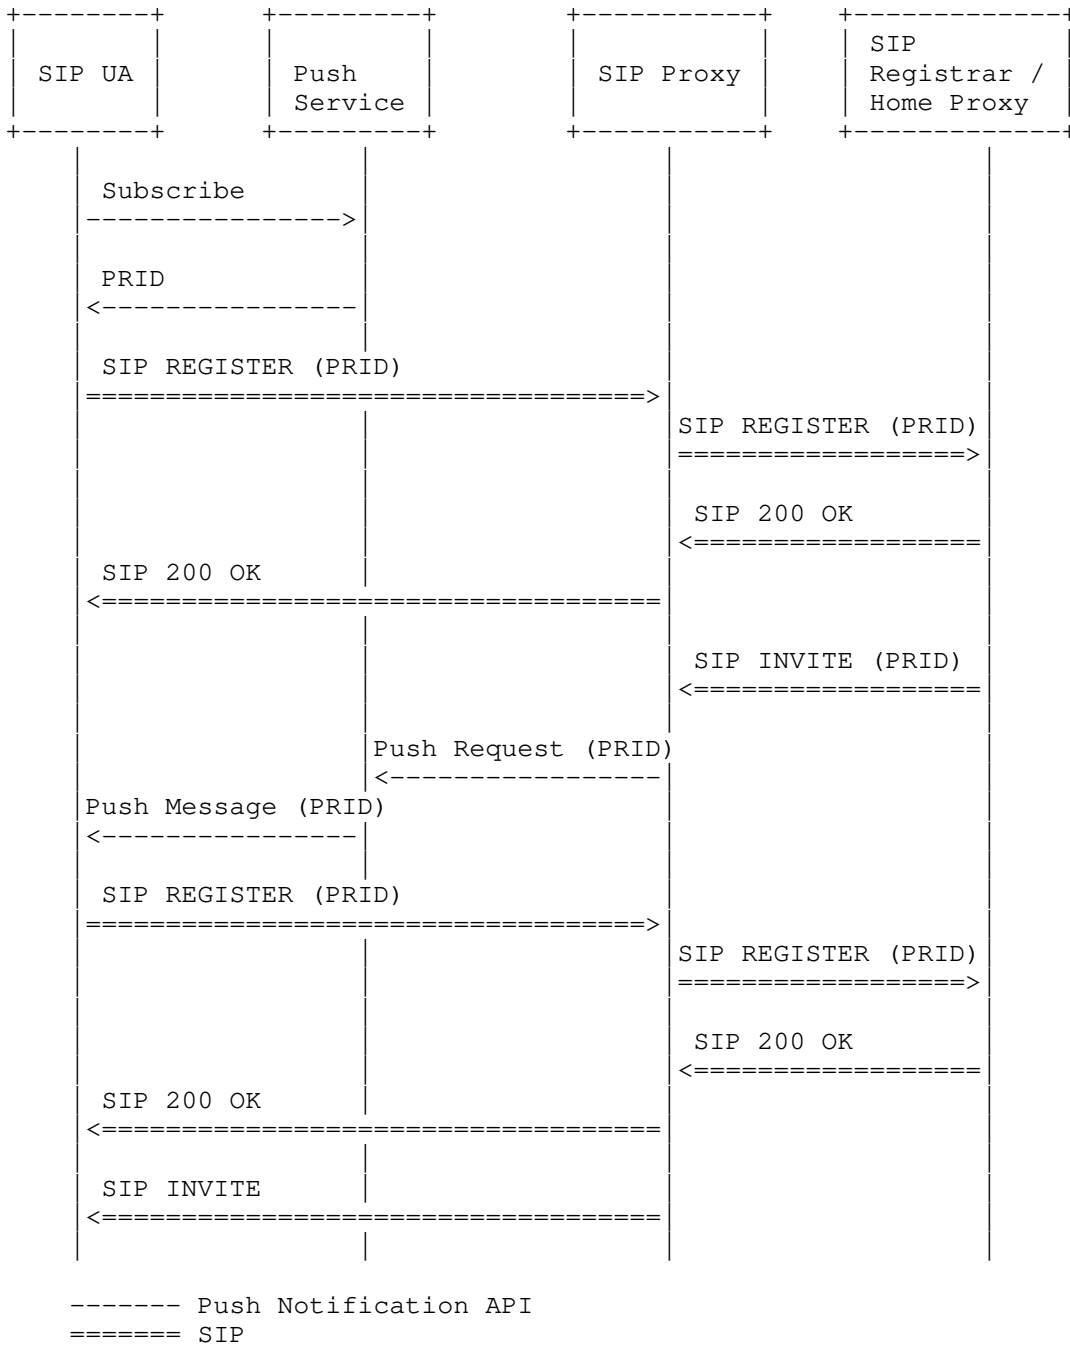 SIP UA
Push Service
SIP Proxy
SIP Registrar / Home Proxy
Subscribe
PRID
SIP REGISTER (PRID)
SIP REGISTER (PRID)
SIP 200 OK
SIP 200 OK
SIP INVITE (PRID)
Push Request (PRID)
Push Message (PRID)
SIP REGISTER (PRID)
SIP REGISTER (PRID)
SIP 200 OK
SIP 200 OK
SIP INVITE
------- Push Notification API
======= SIP